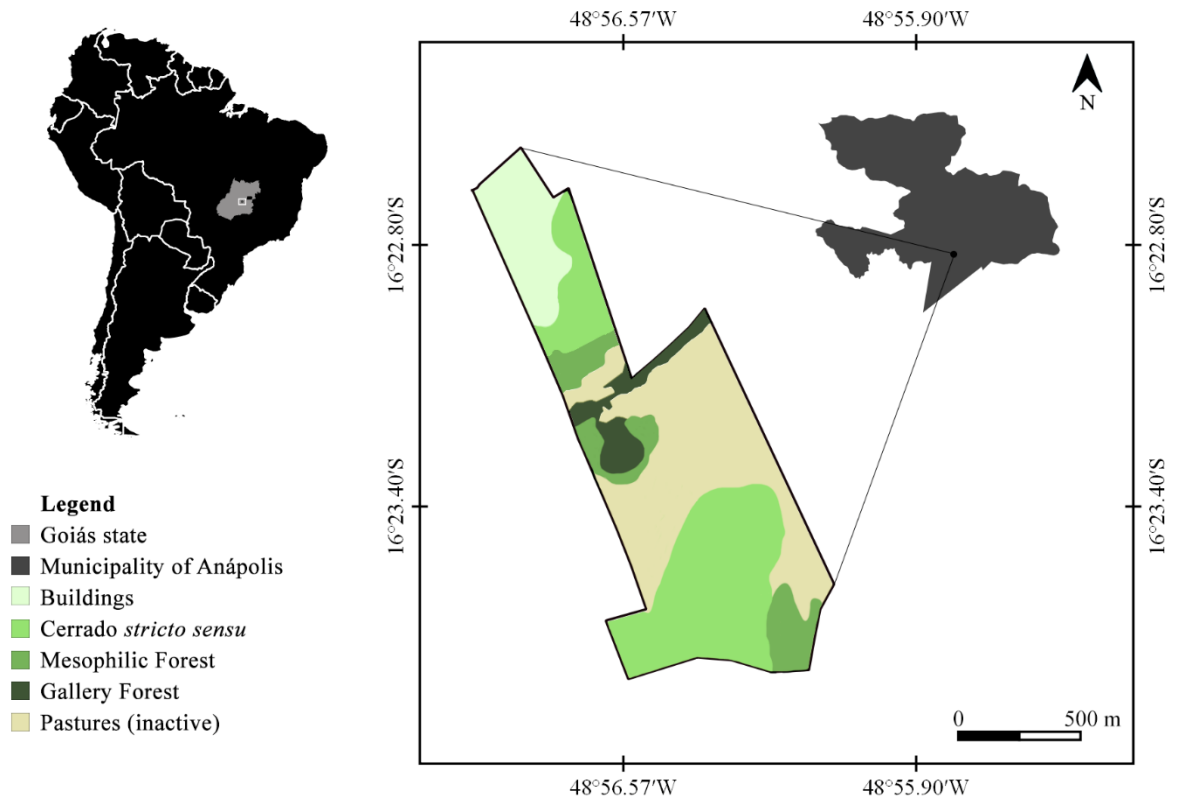 48°56.57′W
48°55.90′W
N
16°22.80′S
16°22.80′S
16°23.40′S
16°23.40′S
Legend
Goiás state
Municipality of Anápolis
Buildings
Cerrado stricto sensu
Mesophilic Forest
Gallery Forest
Pastures (inactive)
0
500 m
48°56.57′W
48°55.90′W